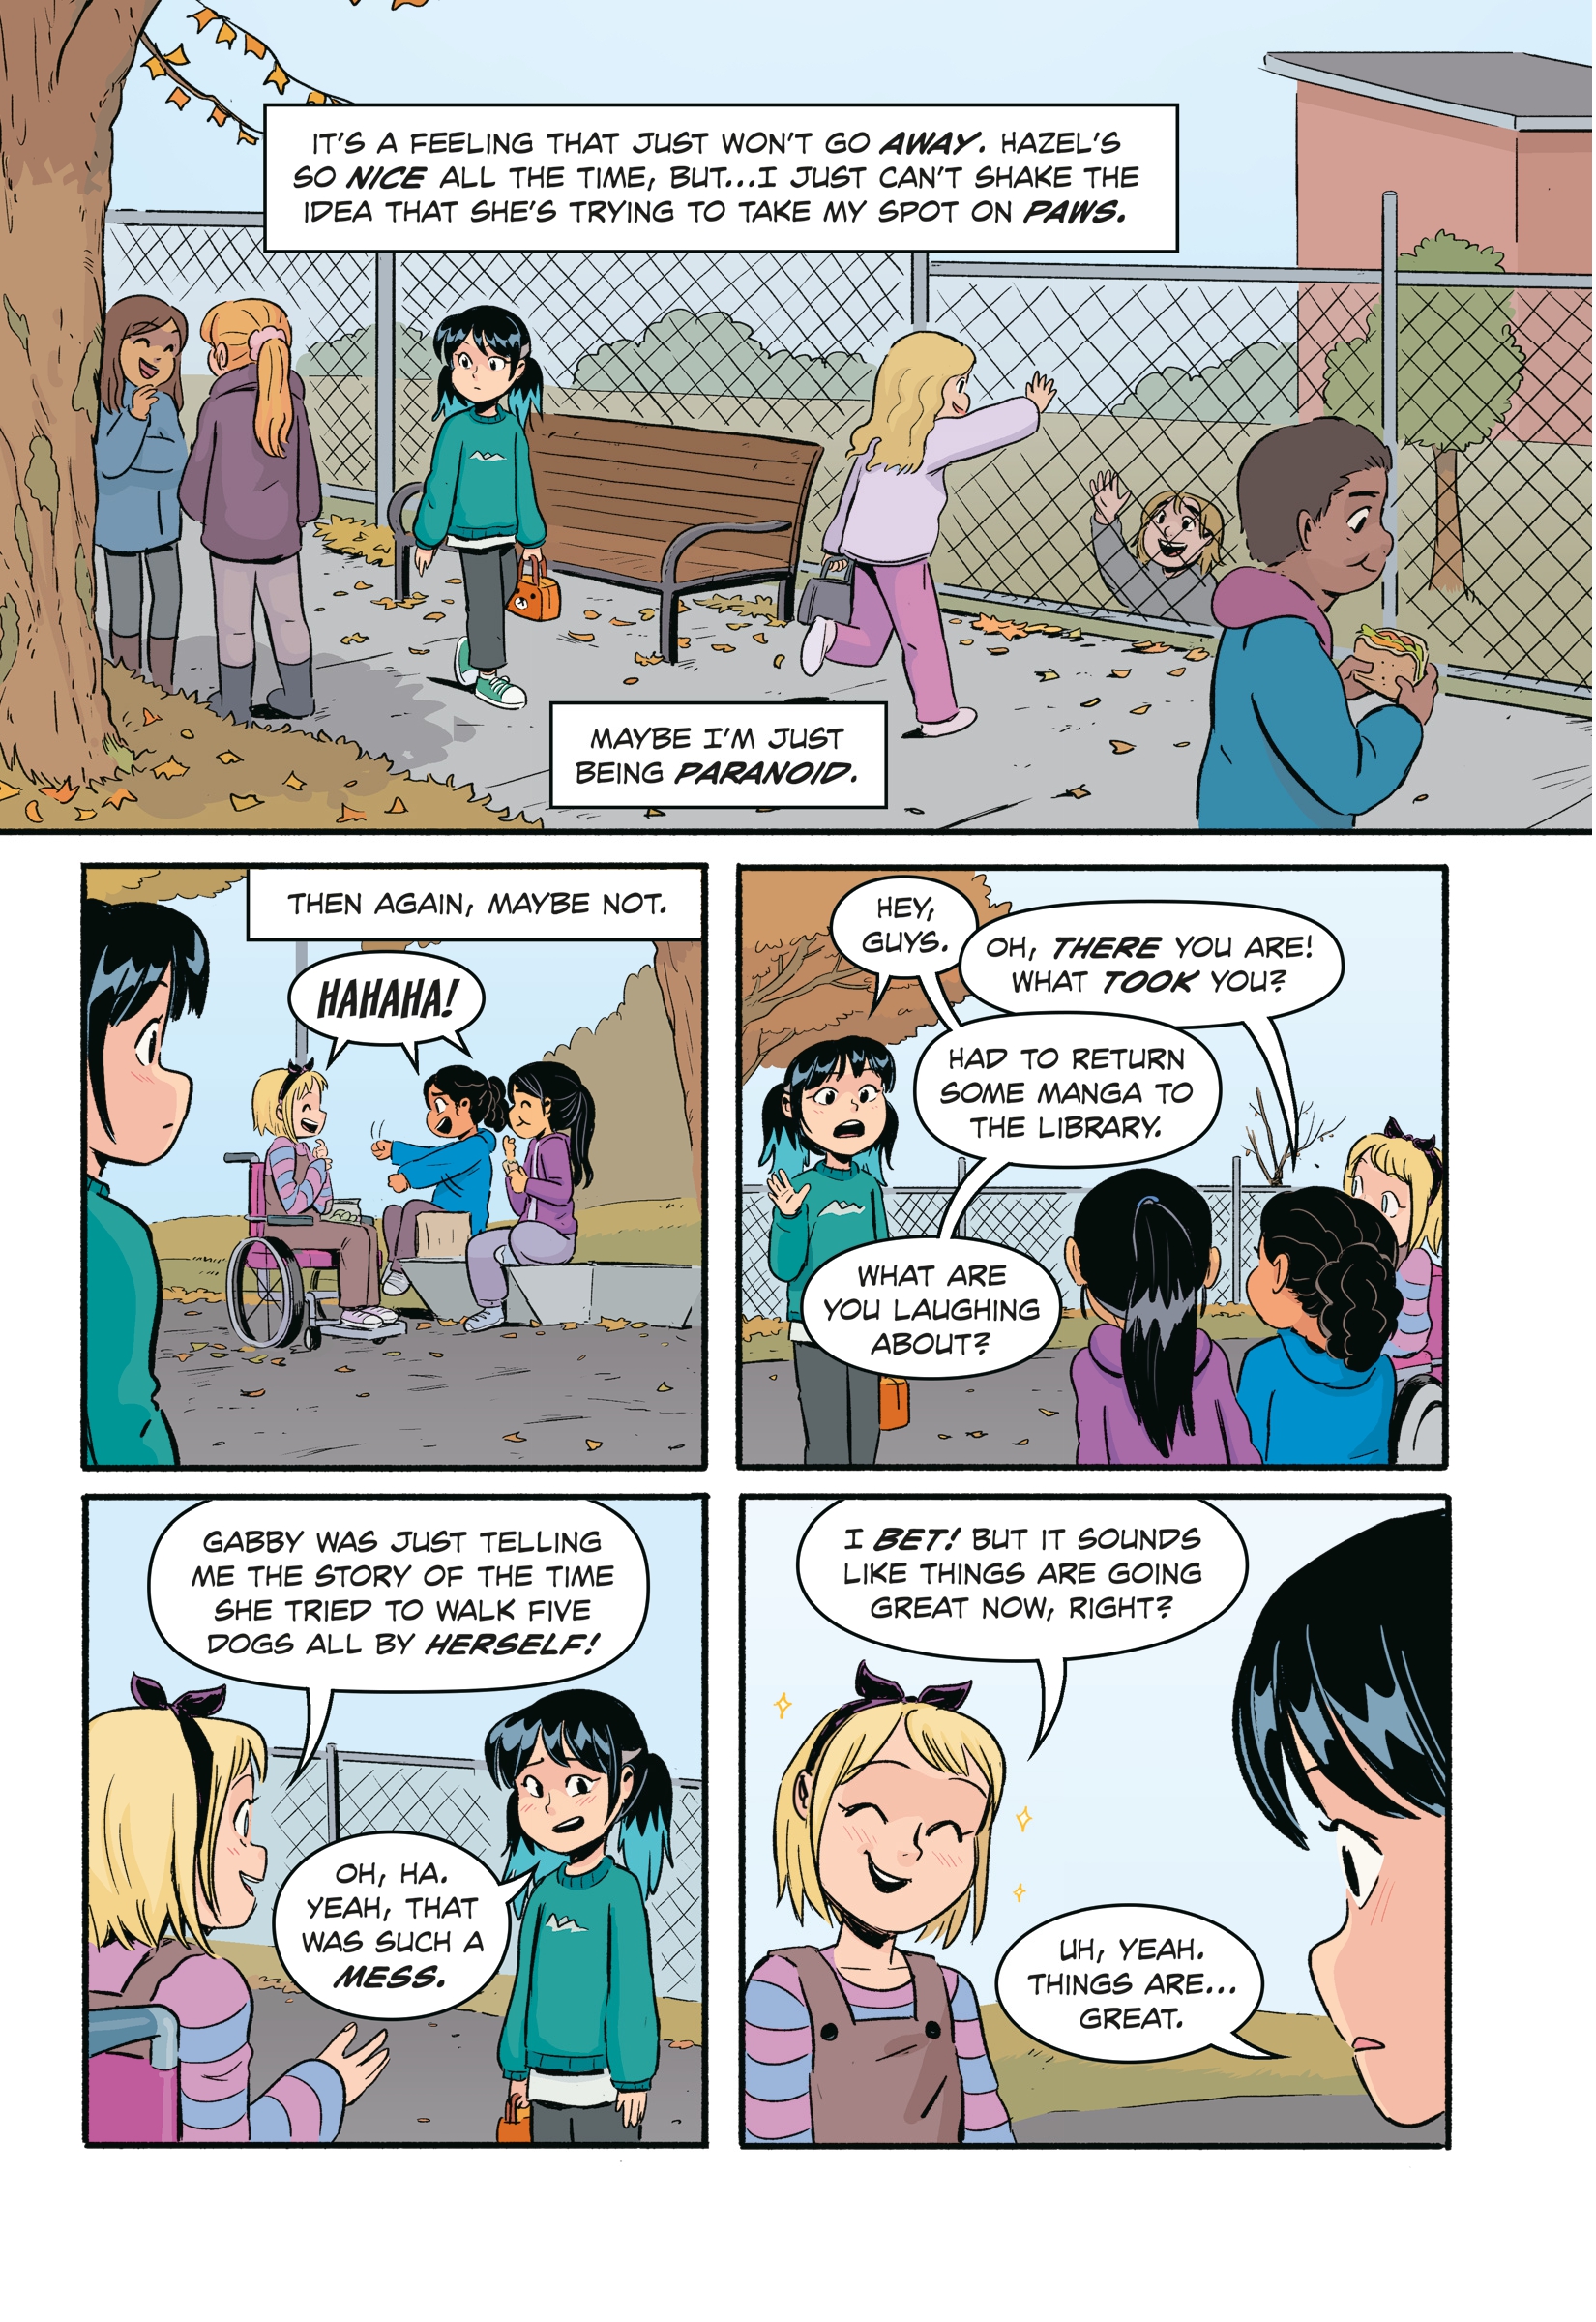 IT'S A FEELING THAT JUST WON'T GO AWAY. HAZEL'S
SO NICE ALL THE TIME, BUT...I JUST CAN'T SHAKE THE
IDEA THAT SHE'S TRYING TO TAKE MY SPOT ON PAWS.
MAYBE I'M JUST
BEING PARANOID.
THEN AGAIN, MAYBE NOT.
HAHAHA!
HEY,
GUYS.
OH, THERE YOU ARE!
WHAT TOOK YOU?
HAD TO RETURN
SOME MANGA TO
THE LIBRARY.
WHAT ARE
YOU LAUGHING
ABOUT?
GABBY WAS JUST TELLING
ME THE STORY OF THE TIME
SHE TRIED TO WALK FIVE
DOGS ALL BY HERSELF!
OH, HA.
YEAH, THAT
WAS SUCH A
MESS.
I BET! BUT IT SOUNDS
LIKE THINGS ARE GOING
GREAT NOW, RIGHT?
UH, YEAH.
THINGS ARE...
GREAT.